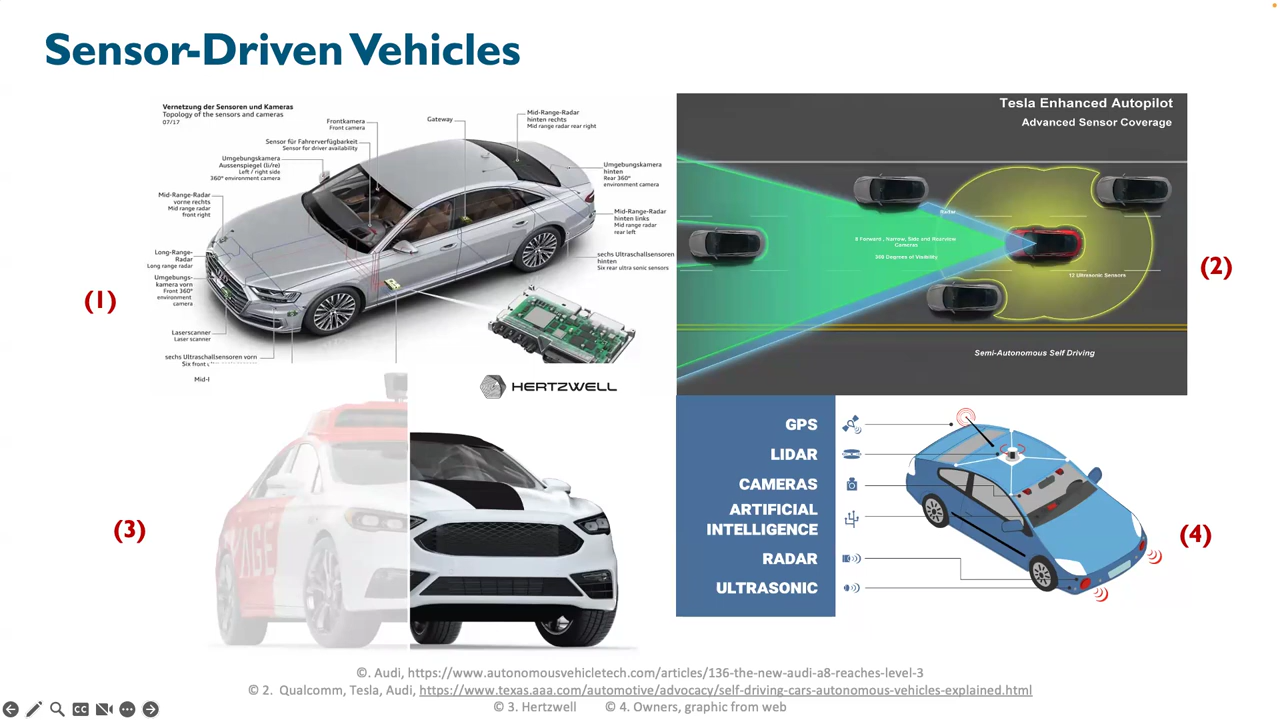 Sensor-Driven Vehicles
Vernetzung der Sensoren und Kameras
Topology of the sensors and cameras
07/17
Frontkamera
Front camera
Sensor für Fahrerverfügbarkeit
Sensor for driver availability
Umgebungskamera
Aussenspiegel (li/re)
Left / right side
360° environment camera
Mid-Range-Radar
vorne rechts
Mid range radar
front right
Long-Range-
Radar
Long range radar
Umgebungs-
kamera vorn
Front 360°
environment
camera
Laserscanner
Laser scanner
sechs Ultraschallsensoren vorn
Six front
Mid-
Gateway
Mid-Range-Radar
hinten rechts
Mid range radar rear right
Umgebungskamera
hinten
Rear 360°
environment camera
Mid-Range-Radar
hinten links
Mid range radar
rear left
sechs Ultraschallsensoren
hinten
Six rear ultra sonic sensors
(1)
HERTZWELL
Tesla Enhanced Autopilot
Advanced Sensor Coverage
Radar
8 Forward , Narrow, Side and Rearview
Cameras
360 Degrees of Visibility
12 Ultrasonic Sensors
Semi-Autonomous Self Driving
(2)
(3)
GPS
LIDAR
CAMERAS
ARTIFICIAL
INTELLIGENCE
RADAR
ULTRASONIC
(4)
©. Audi, https://www.autonomousvehicletech.com/articles/136-the-new-audi-a8-reaches-level-3
© 2. Qualcomm, Tesla, Audi, https://www.texas.aaa.com/automotive/advocacy/self-driving-cars-autonomous-vehicles-explained.html
© 3. Hertzwell © 4. Owners, graphic from web
CC